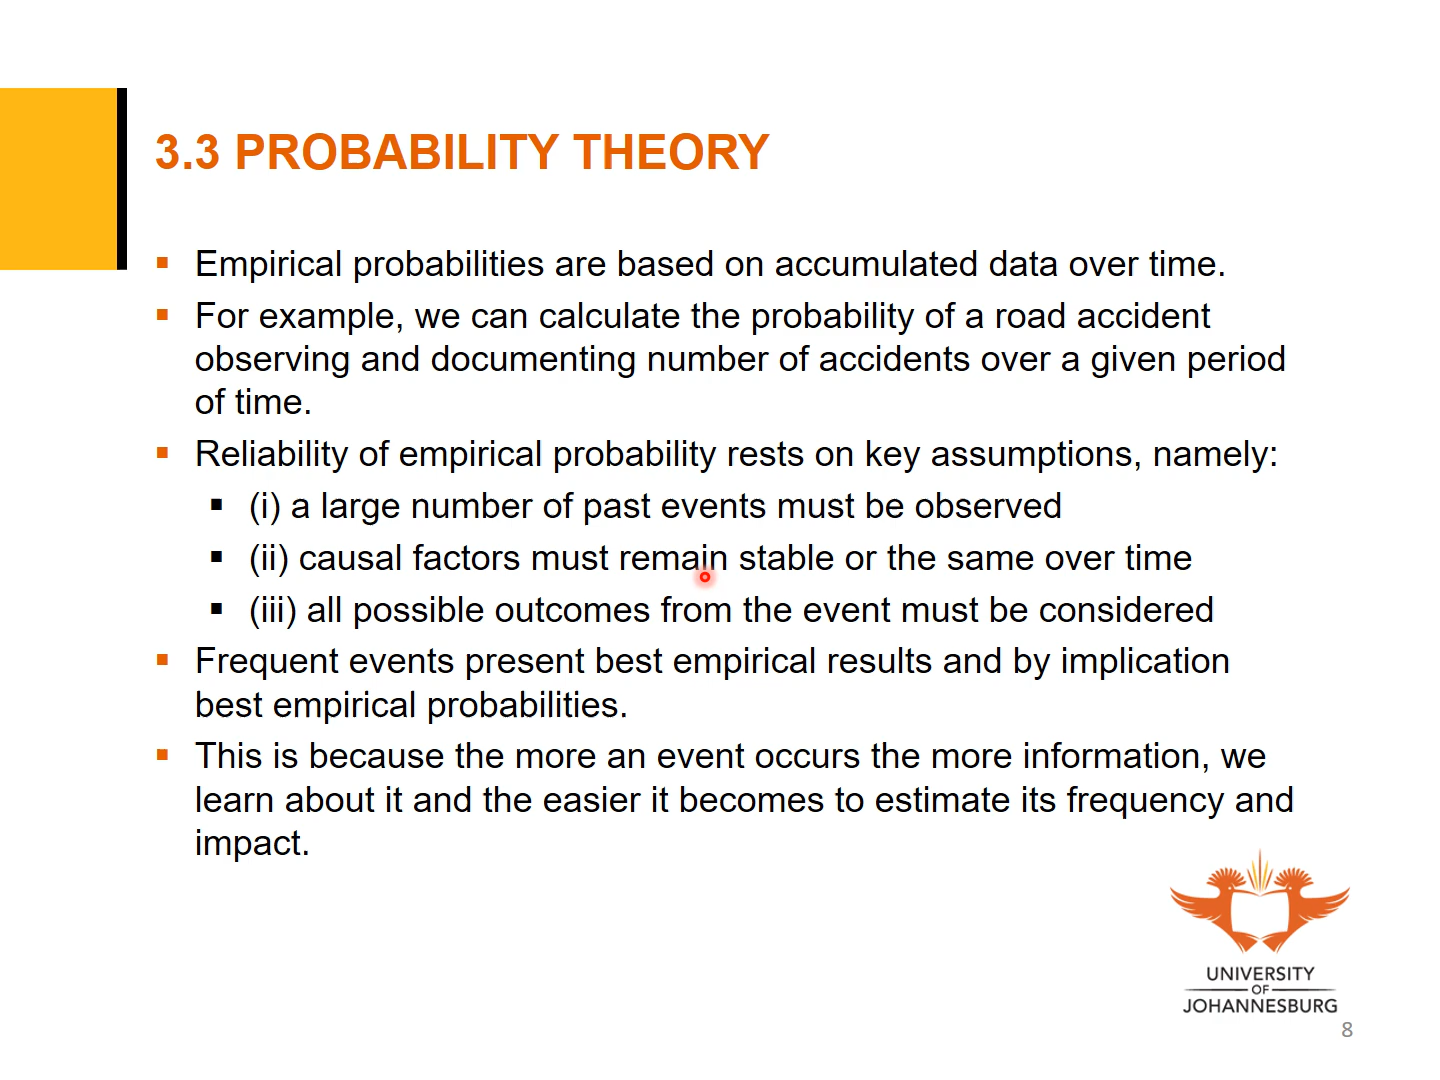 3.3 PROBABILITY THEORY
Empirical probabilities are based on accumulated data over time.
For example, we can calculate the probability of a road accident
observing and documenting number of accidents over a given period
of time.
Reliability of empirical probability rests on key assumptions, namely:
(i) a large number of past events must be observed
(ii) causal factors must remain stable or the same over time
(iii) all possible outcomes from the event must be considered
Frequent events present best empirical results and by implication
best empirical probabilities.
This is because the more an event occurs the more information, we
learn about it and the easier it becomes to estimate its frequency and
impact.
UNIVERSITY
OF
JOHANNESBURG
8